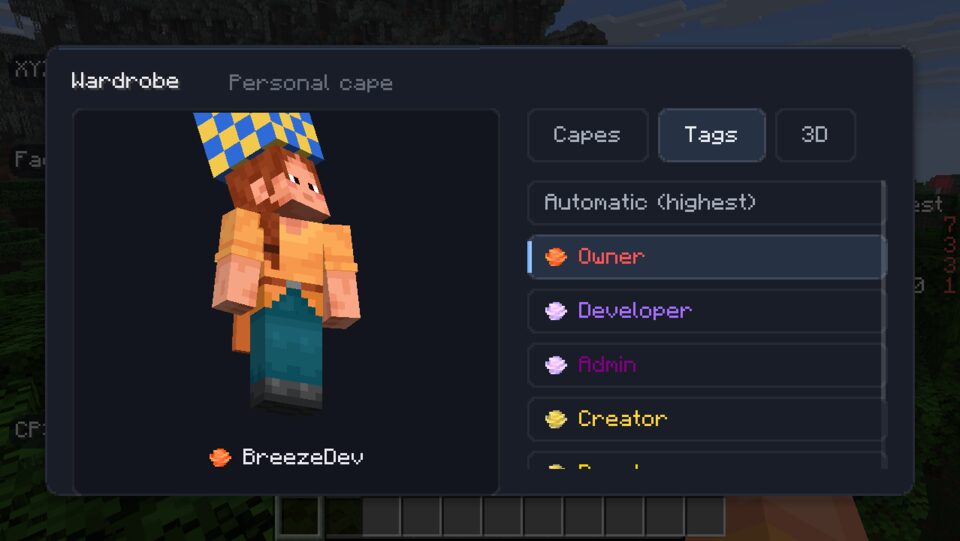 Wardrobe
Personal cape
Capes
Tags
3D
Automatic (highest)
Owner
Developer
Admin
Creator
BreezeDev